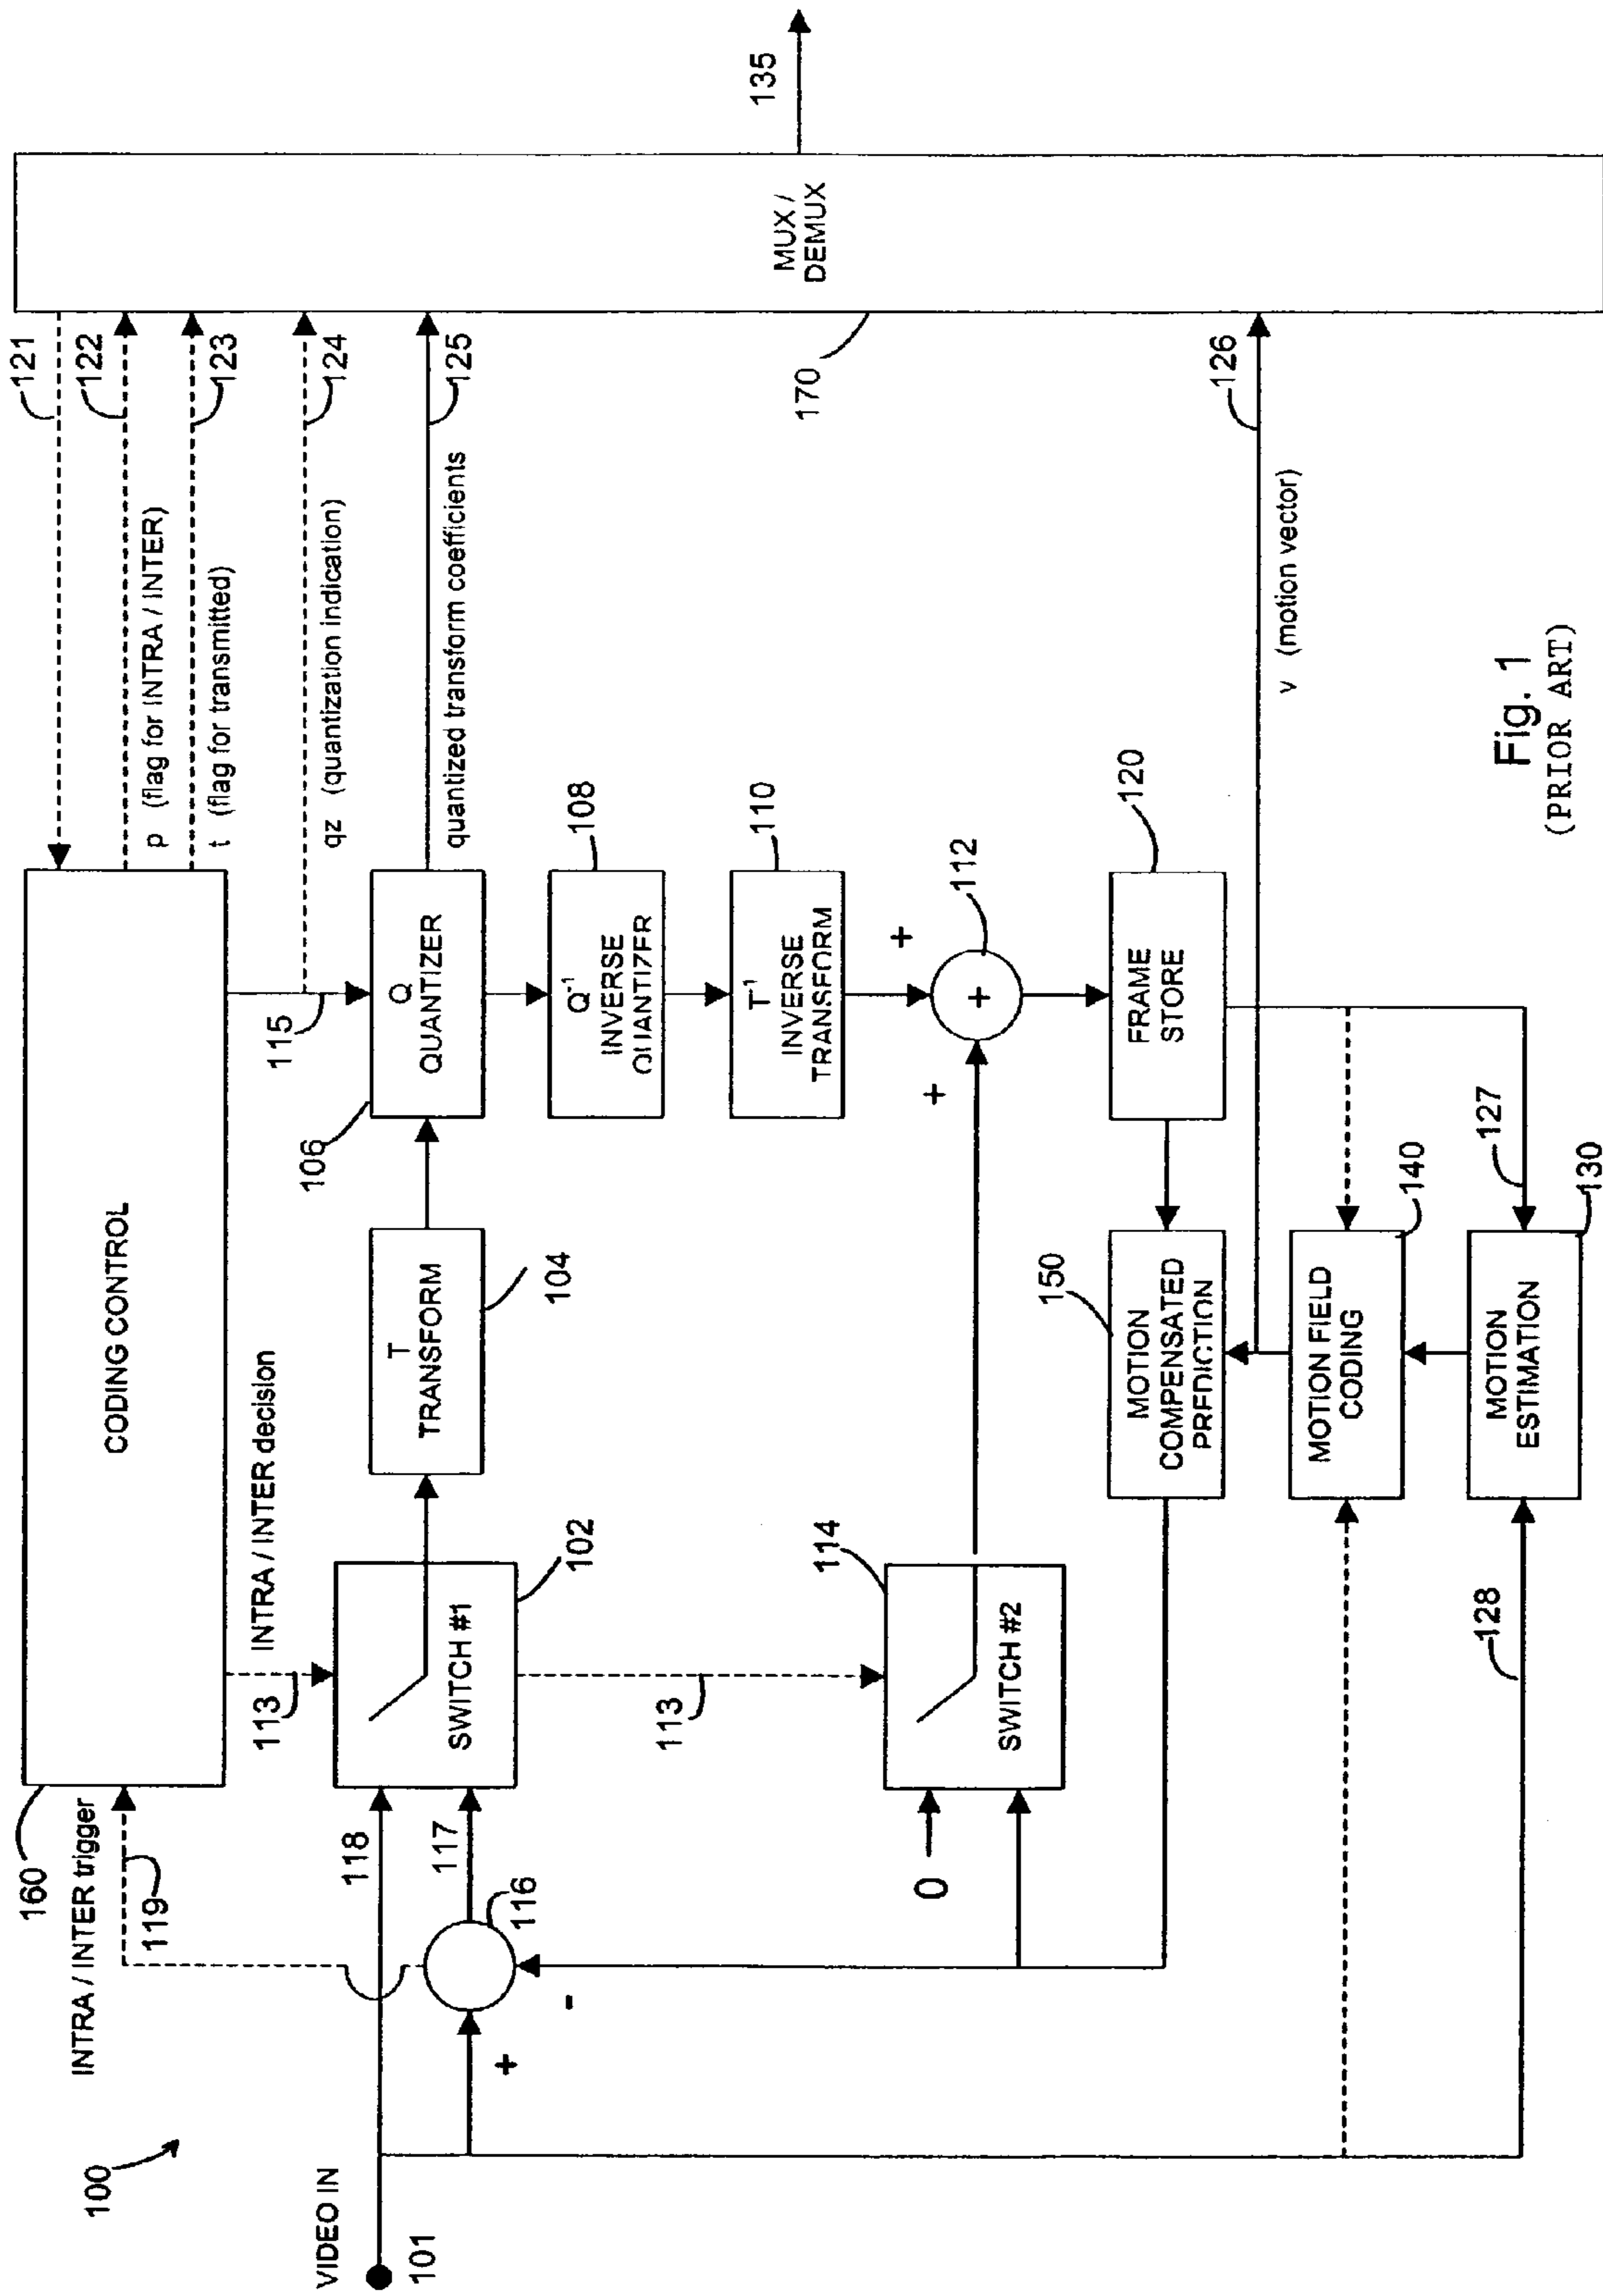 100
VIDEO IN
101
INTRA / INTER trigger
119
160
CODING CONTROL
121
122
p (flag for INTRA / INTER)
t (flag for transmitted)
123
qz (quantization indication)
124
quantized transform coefficients
125
113
INTRA / INTER decision
115
118
117
116
+
-
SWITCH #1
102
T
TRANSFORM
104
106
Q
QUANTIZER
Q-1
INVERSE
QUANTIZER
108
T-1
INVERSE
TRANSFORM
110
113
114
0
SWITCH #2
+
+
+
112
FRAME
STORE
120
150
MOTION
COMPENSATED
PREDICTION
MOTION FIELD
CODING
140
MOTION
ESTIMATION
130
127
128
v (motion vector)
126
170
MUX /
DEMUX
135
Fig. 1
(PRIOR ART)